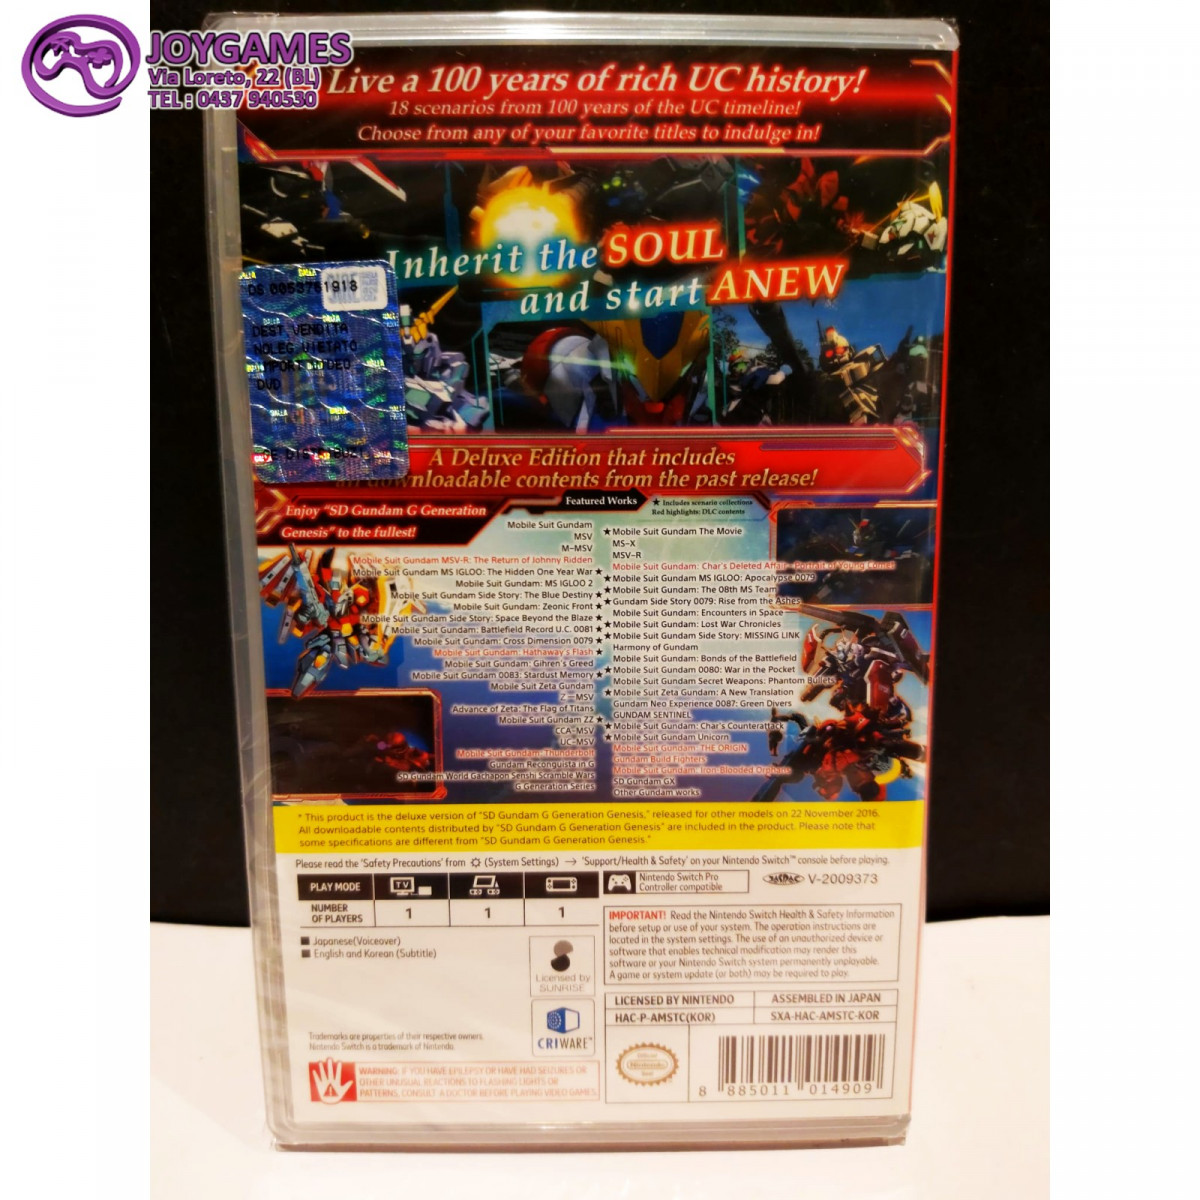 JOYGAMES
Via Loreto, 22 (BL)
TEL : 0437 940530
Live a 100 years of rich UC history!
18 scenarios from 100 years of the UC timeline!
Choose from any of your favorite titles to indulge in!
Inherit the SOUL
and start ANEW
SIAE
DS 0053761918
DEST VENDITA
NOLEG VIETATO
DVD
A Deluxe Edition that includes
downloadable contents from the past release!
Enjoy "SD Gundam G Generation
Genesis" to the fullest!
Featured Works
★ Includes scenario collections
Red highlights: DLC contents
Mobile Suit Gundam
MSV
M-MSV
Mobile Suit Gundam MSV-R: The Return of Johnny Ridden
Mobile Suit Gundam MS IGLOO: The Hidden One Year War ★
Mobile Suit Gundam: MS IGLOO 2
Mobile Suit Gundam Side Story: The Blue Destiny ★
Mobile Suit Gundam: Zeonic Front ★
Mobile Suit Gundam Side Story: Space Beyond the Blaze ★
Mobile Suit Gundam: Battlefield Record U.C. 0081 ★
Mobile Suit Gundam: Cross Dimension 0079 ★
Mobile Suit Gundam: Hathaway's Flash ★
Mobile Suit Gundam: Gihren's Greed
Mobile Suit Gundam 0083: Stardust Memory ★
Mobile Suit Zeta Gundam
Z-MSV
Advance of Zeta: The Flag of Titans
Mobile Suit Gundam ZZ ★
CCA-MSV
UC-MSV
Mobile Suit Gundam: Thunderbolt
Gundam Reconguista in G
SD Gundam World Gachapon Senshi Scramble Wars
G Generation Series
★ Mobile Suit Gundam The Movie
MS-X
MSV-R
Mobile Suit Gundam: Char's Deleted Affair - Portrait of Young Comet
★ Mobile Suit Gundam MS IGLOO: Apocalypse 0079
★ Mobile Suit Gundam: The 08th MS Team
★ Gundam Side Story 0079: Rise from the Ashes
Mobile Suit Gundam: Encounters in Space
★ Mobile Suit Gundam: Lost War Chronicles
★ Mobile Suit Gundam Side Story: MISSING LINK
Harmony of Gundam
Mobile Suit Gundam: Bonds of the Battlefield
★ Mobile Suit Gundam 0080: War in the Pocket
Mobile Suit Gundam Secret Weapons: Phantom Bullets
★ Mobile Suit Zeta Gundam: A New Translation
Gundam Neo Experience 0087: Green Divers
GUNDAM SENTINEL
★ Mobile Suit Gundam: Char's Counterattack
★ Mobile Suit Gundam Unicorn
Mobile Suit Gundam: THE ORIGIN
Gundam Build Fighters
Mobile Suit Gundam: Iron-Blooded Orphans
SD Gundam GX
Other Gundam works
* This product is the deluxe version of "SD Gundam G Generation Genesis," released for other models on 22 November 2016.
All downloadable contents distributed by "SD Gundam G Generation Genesis" are included in the product. Please note that
some specifications are different from "SD Gundam G Generation Genesis."
Please read the 'Safety Precautions' from (System Settings) → 'Support/Health & Safety' on your Nintendo Switch™ console before playing.
PLAY MODE
TV
NUMBER
OF PLAYERS
1
1
1
Nintendo Switch Pro
Controller compatible
V-2009373
Japanese(Voiceover)
English and Korean (Subtitle)
Licensed by
SUNRISE
CRIWARE™
IMPORTANT! Read the Nintendo Switch Health & Safety Information
before setup or use of your system. The operation instructions are
located in the system settings. The use of an unauthorized device or
software that enables technical modification may render this
software or your Nintendo Switch system permanently unplayable.
A game or system update (or both) may be required to play.
LICENSED BY NINTENDO
ASSEMBLED IN JAPAN
HAC-P-AMSTC(KOR)
SXA-HAC-AMSTC-KOR
Trademarks are properties of their respective owners.
Nintendo Switch is a trademark of Nintendo.
WARNING: IF YOU HAVE EPILEPSY OR HAVE HAD SEIZURES OR
OTHER UNUSUAL REACTIONS TO FLASHING LIGHTS OR
PATTERNS, CONSULT A DOCTOR BEFORE PLAYING VIDEO GAMES.
Official
Nintendo
Seal
8 885011 014909